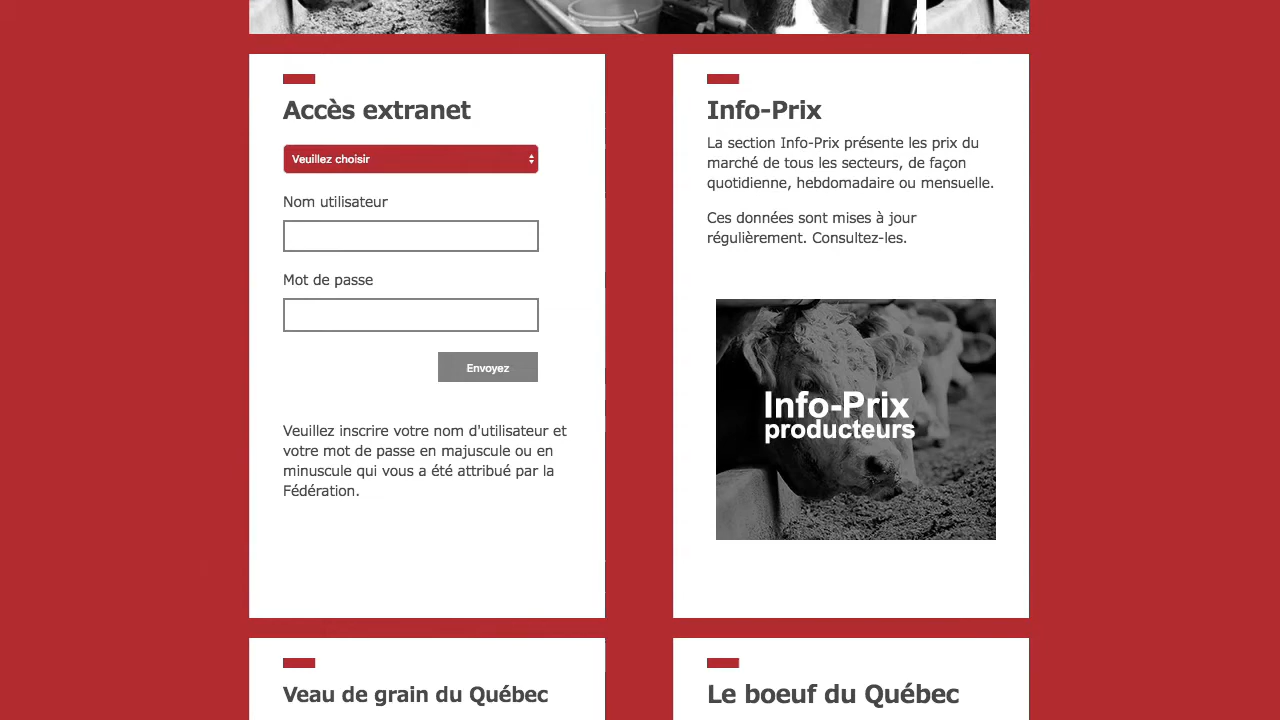 Accès extranet
Veuillez choisir
Nom utilisateur
Mot de passe
Envoyez
Veuillez inscrire votre nom d'utilisateur et
votre mot de passe en majuscule ou en
minuscule qui vous a été attribué par la
Fédération.
Info-Prix
La section Info-Prix présente les prix du
marché de tous les secteurs, de façon
quotidienne, hebdomadaire ou mensuelle.
Ces données sont mises à jour
régulièrement. Consultez-les.
Info-Prix
producteurs
Veau de grain du Québec
Le boeuf du Québec